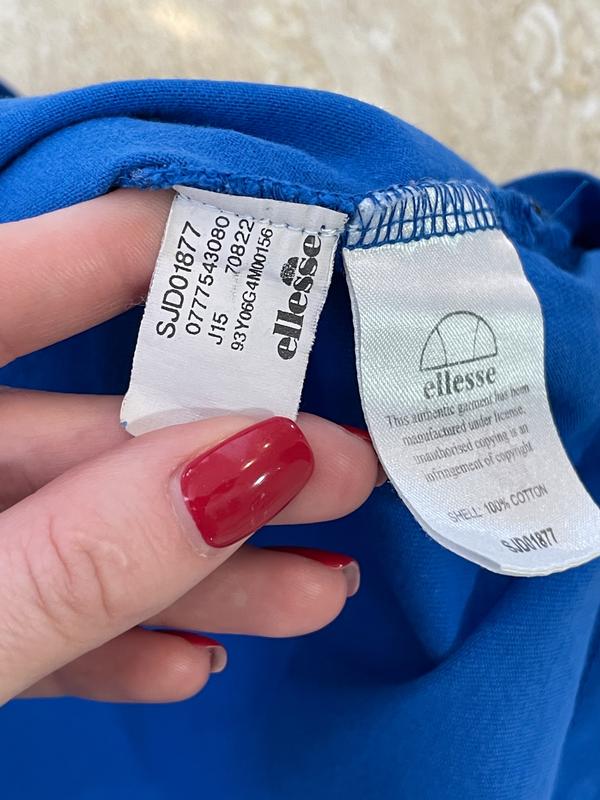 SJD01877
0777543080
J15 70822
93Y06G4M00156
ellesse
ellesse
This authentic garment has been
manufactured under license,
unauthorised copying is an
infringement of copyright
SHELL: 100% COTTON
SJD01877